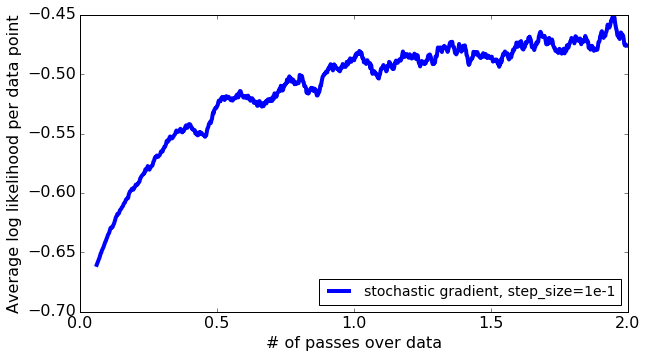 Average log likelihood per data point
−0.45
−0.50
−0.55
−0.60
−0.65
−0.70
stochastic gradient, step_size=1e-1
0.0 0.5 1.0 1.5 2.0
# of passes over data